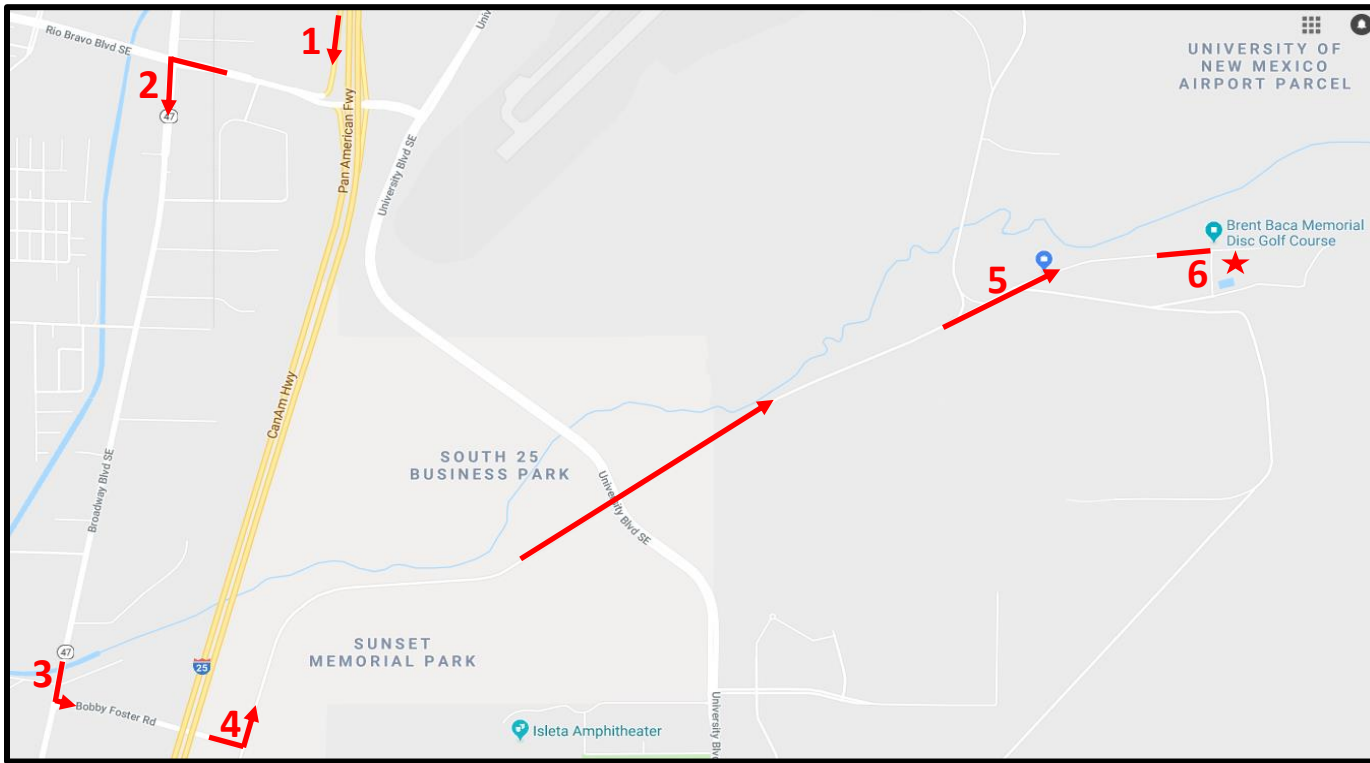 Rio Bravo Blvd SE
1
2
47
Pan American Fwy
Univ
University Blvd SE
UNIVERSITY OF
NEW MEXICO
AIRPORT PARCEL
Brent Baca Memorial
Disc Golf Course
5
6
CanAm Hwy
SOUTH 25
BUSINESS PARK
Broadway Blvd SE
University Blvd SE
SUNSET
MEMORIAL PARK
47
3
25
Bobby Foster Rd
4
Isleta Amphitheater
University Blv